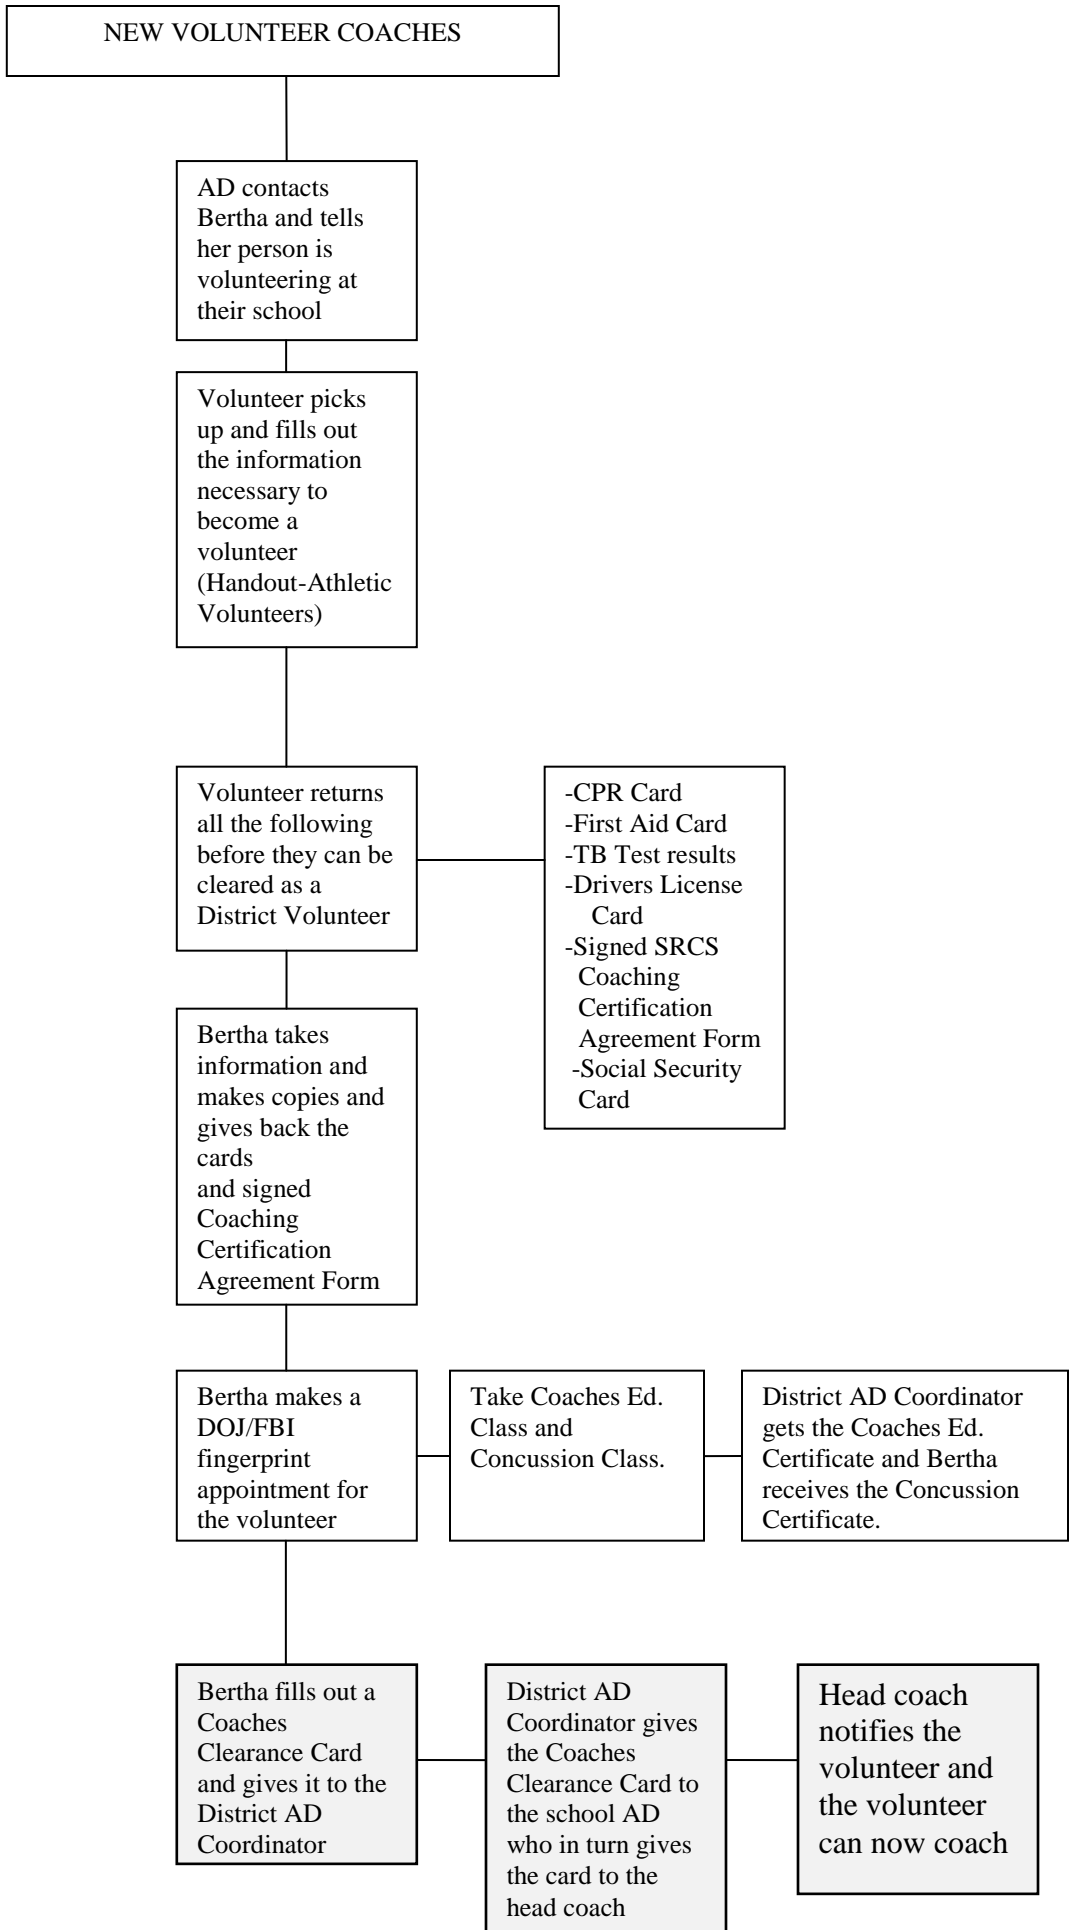 NEW VOLUNTEER COACHES
AD contacts
Bertha and tells
her person is
volunteering at
their school
Volunteer picks
up and fills out
the information
necessary to
become a
volunteer
(Handout-Athletic
Volunteers)
Volunteer returns
all the following
before they can be
cleared as a
District Volunteer
-CPR Card
-First Aid Card
-TB Test results
-Drivers License
Card
-Signed SRCS
Coaching
Certification
Agreement Form
-Social Security
Card
Bertha takes
information and
makes copies and
gives back the
cards
and signed
Coaching
Certification
Agreement Form
Bertha makes a
DOJ/FBI
fingerprint
appointment for
the volunteer
Take Coaches Ed.
Class and
Concussion Class.
District AD Coordinator
gets the Coaches Ed.
Certificate and Bertha
receives the Concussion
Certificate.
Bertha fills out a
Coaches
Clearance Card
and gives it to the
District AD
Coordinator
District AD
Coordinator gives
the Coaches
Clearance Card to
the school AD
who in turn gives
the card to the
head coach
Head coach
notifies the
volunteer and
the volunteer
can now coach